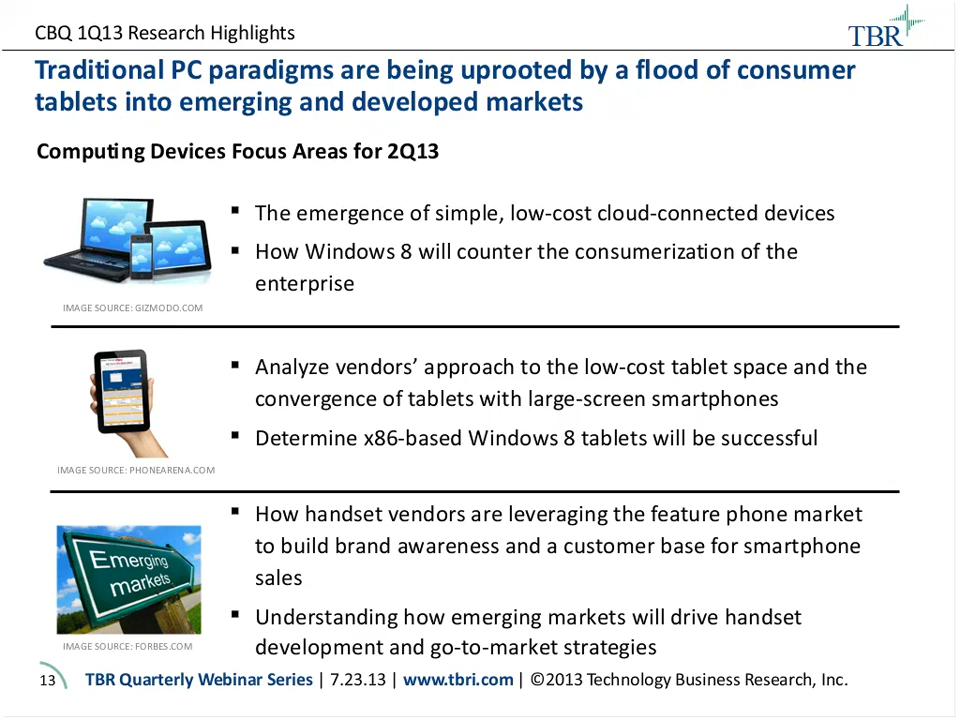 CBQ 1Q13 Research Highlights
TBR
Traditional PC paradigms are being uprooted by a flood of consumer
tablets into emerging and developed markets
Computing Devices Focus Areas for 2Q13
▪ The emergence of simple, low-cost cloud-connected devices
▪ How Windows 8 will counter the consumerization of the
enterprise
IMAGE SOURCE: GIZMODO.COM
▪ Analyze vendors’ approach to the low-cost tablet space and the
convergence of tablets with large-screen smartphones
▪ Determine x86-based Windows 8 tablets will be successful
IMAGE SOURCE: PHONEARENA.COM
▪ How handset vendors are leveraging the feature phone market
to build brand awareness and a customer base for smartphone
sales
▪ Understanding how emerging markets will drive handset
development and go-to-market strategies
Emerging
markets
IMAGE SOURCE: FORBES.COM
13 TBR Quarterly Webinar Series | 7.23.13 | www.tbri.com | ©2013 Technology Business Research, Inc.